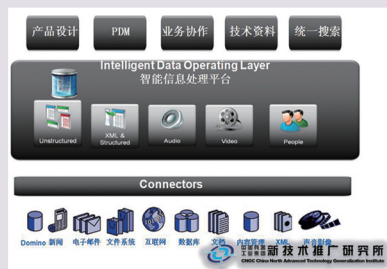 产品设计
PDM
业务协作
技术资料
统一搜索
Intelligent Data Operating Layer
智能信息处理平台
Unstructured
XML &
Structured
Audio
Video
People
Connectors
Domino
新闻
电子邮件
文件系统
互联网
数据库
文档
内容管理
XML
声音影像
新技术推广研究所
CNGC China North Advanced Technology Generalization Institute